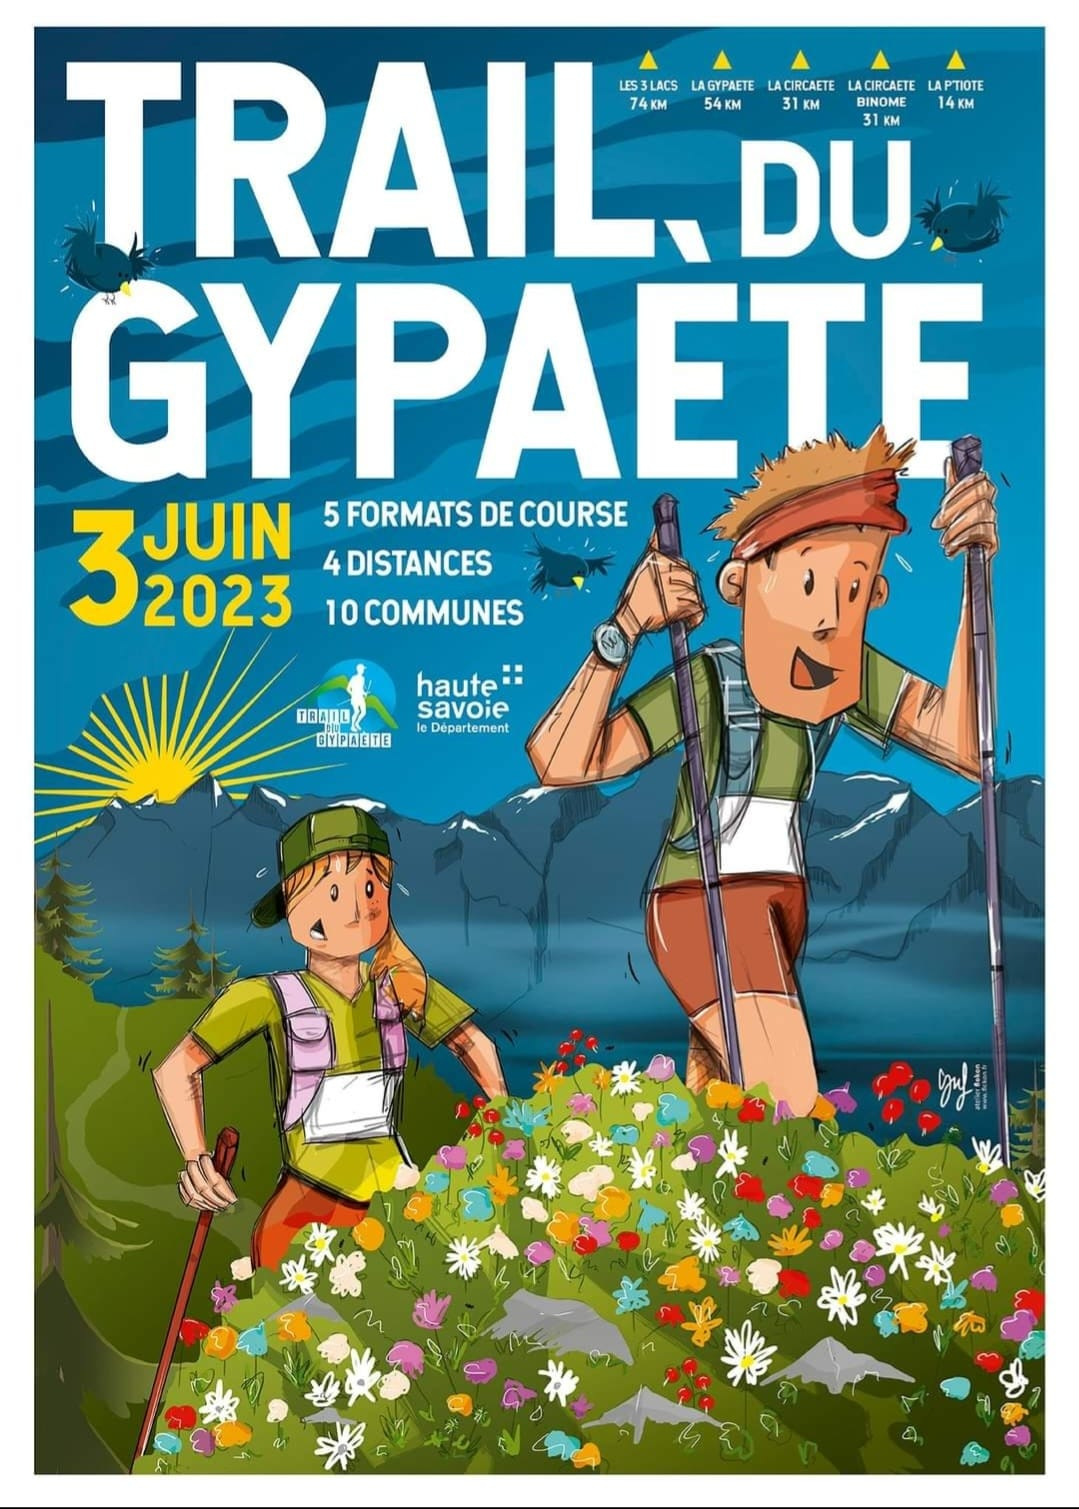 TRAIL DU
GYPAÈTE
LES 3 LACS
74 KM
LA GYPAETE
54 KM
LA CIRCAETE
31 KM
LA CIRCAETE
BINOME
31 KM
LA P'TIOTE
14 KM
3 JUIN
2023
5 FORMATS DE COURSE
4 DISTANCES
10 COMMUNES
TRAIL
DU
GYPAETE
haute
savoie
le Département